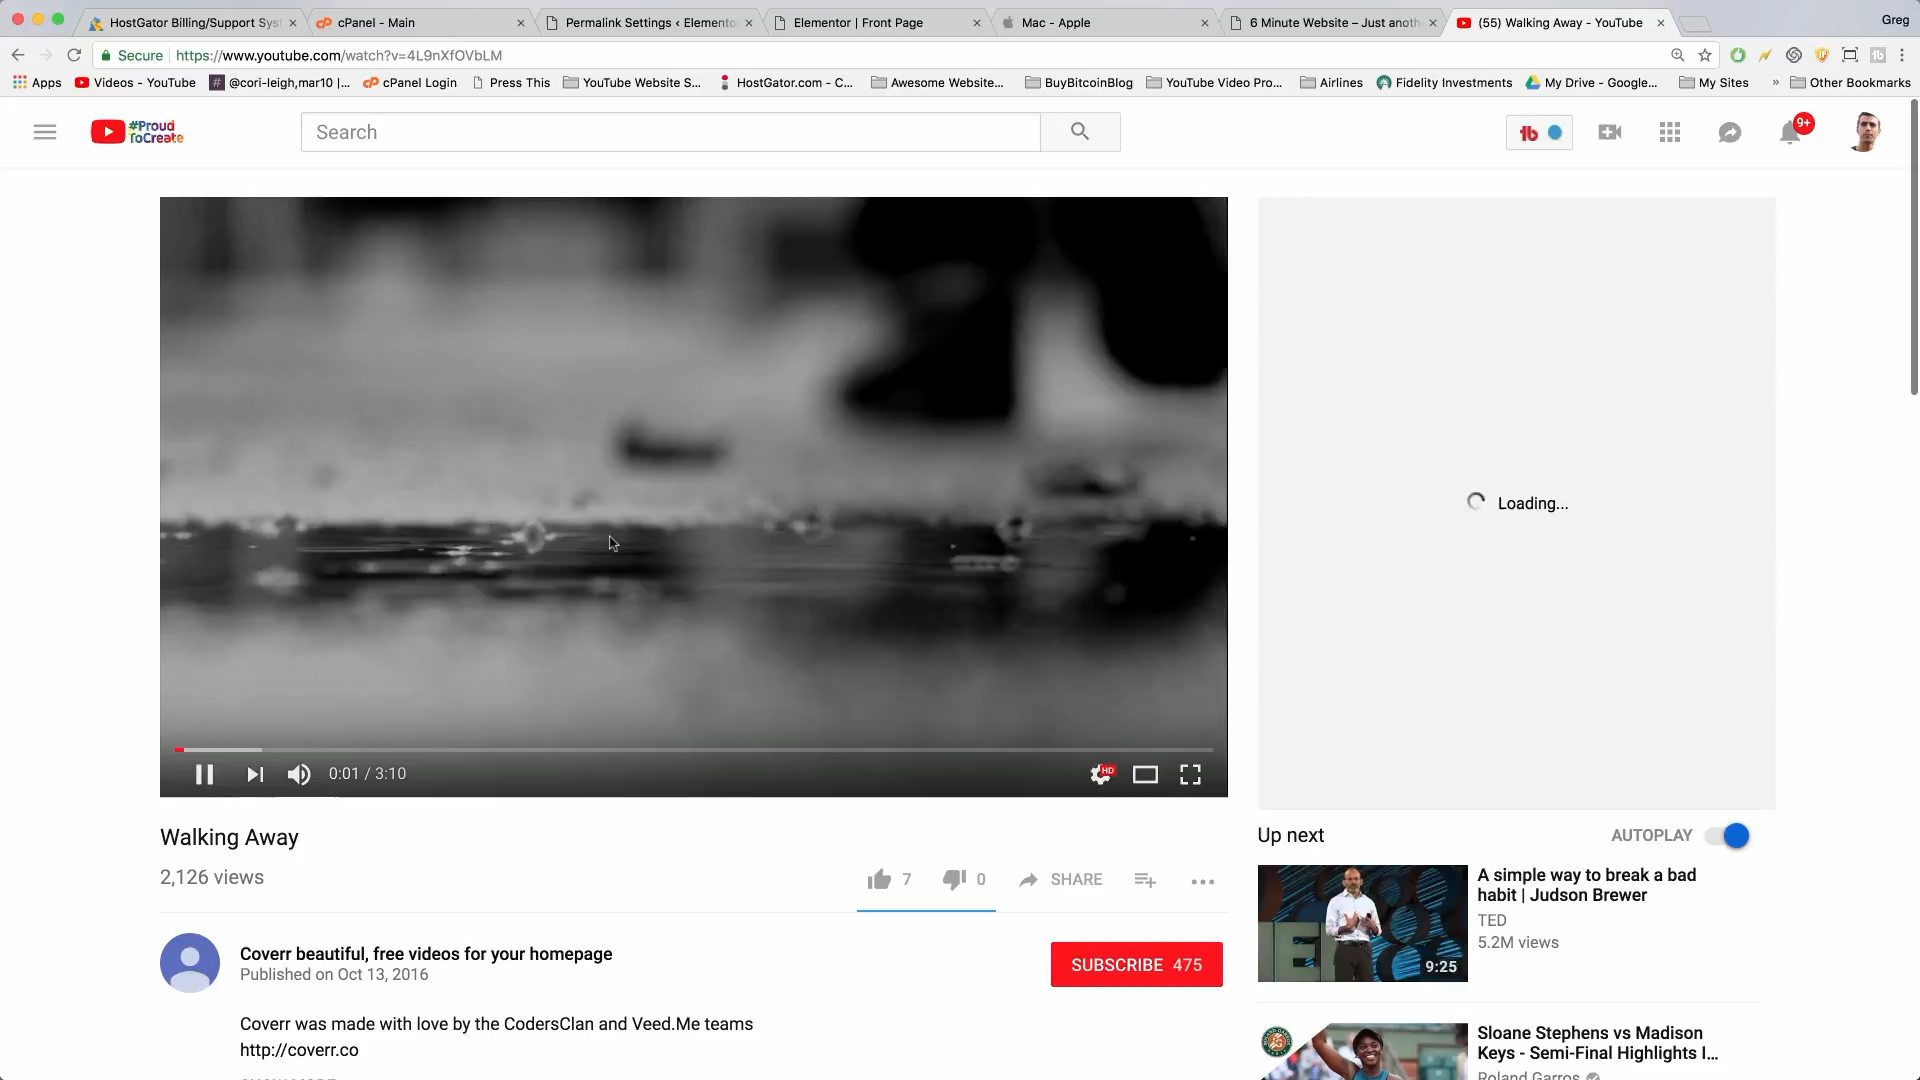 HostGator Billing/Support Sys
cPanel - Main
Permalink Settings ‹ Elemento
Elementor | Front Page
Mac - Apple
6 Minute Website – Just anoth
(55) Walking Away - YouTube
Greg
Secure
https://www.youtube.com/watch?v=4L9nXfOVbLM
Apps
Videos - YouTube
@cori-leigh,mar10 |...
cPanel Login
Press This
YouTube Website S...
HostGator.com - C...
Awesome Website...
BuyBitcoinBlog
YouTube Video Pro...
Airlines
Fidelity Investments
My Drive - Google...
My Sites
»
Other Bookmarks
#Proud
ToCreate
Search
tb
9+
Loading...
0:01 / 3:10
HD
Walking Away
2,126 views
7
0
SHARE
Coverr beautiful, free videos for your homepage
Published on Oct 13, 2016
SUBSCRIBE 475
Coverr was made with love by the CodersClan and Veed.Me teams
http://coverr.co
Up next
AUTOPLAY
A simple way to break a bad
habit | Judson Brewer
TED
5.2M views
9:25
Sloane Stephens vs Madison
Keys - Semi-Final Highlights I...
Roland Garros